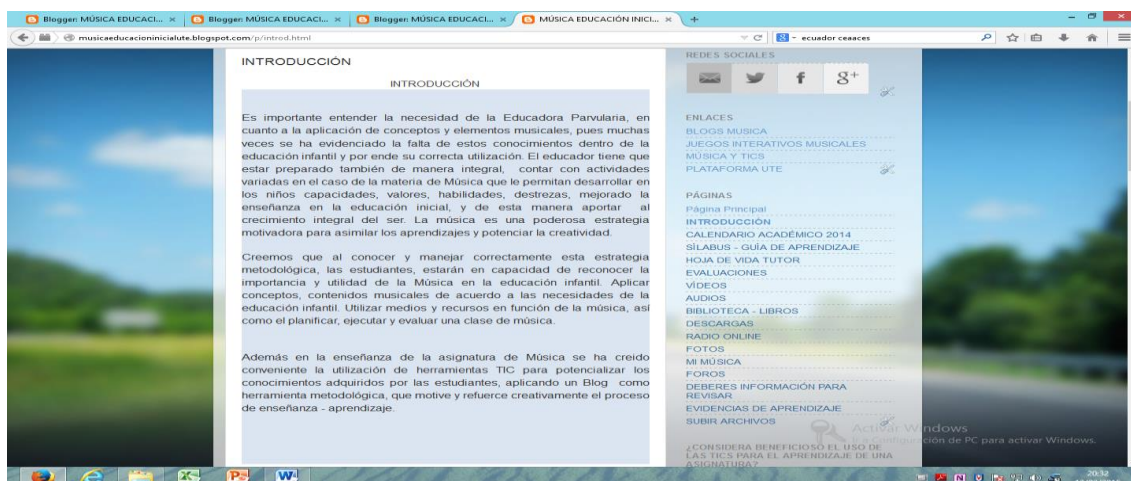 Blogger: MÚSICA EDUCACI... ×
Blogger: MÚSICA EDUCACI... ×
Blogger: MÚSICA EDUCACI... ×
MÚSICA EDUCACIÓN INICI... ×
musicaeducacioninicialute.blogspot.com/p/introd.html
ecuador ceaaces
INTRODUCCIÓN
INTRODUCCIÓN
Es importante entender la necesidad de la Educadora Parvularia, en
cuanto a la aplicación de conceptos y elementos musicales, pues muchas
veces se ha evidenciado la falta de estos conocimientos dentro de la
educación infantil y por ende su correcta utilización. El educador tiene que
estar preparado también de manera integral, contar con actividades
variadas en el caso de la materia de Música que le permitan desarrollar en
los niños capacidades, valores, habilidades, destrezas, mejorado la
enseñanza en la educación inicial, y de esta manera aportar al
crecimiento integral del ser. La música es una poderosa estrategia
motivadora para asimilar los aprendizajes y potenciar la creatividad.
Creemos que al conocer y manejar correctamente esta estrategia
metodológica, las estudiantes, estarán en capacidad de reconocer la
importancia y utilidad de la Música en la educación infantil. Aplicar
conceptos, contenidos musicales de acuerdo a las necesidades de la
educación infantil. Utilizar medios y recursos en función de la música, así
como el planificar, ejecutar y evaluar una clase de música.
Además en la enseñanza de la asignatura de Música se ha creido
conveniente la utilización de herramientas TIC para potencializar los
conocimientos adquiridos por las estudiantes, aplicando un Blog como
herramienta metodológica, que motive y refuerce creativamente el proceso
de enseñanza - aprendizaje.
REDES SOCIALES
ENLACES
BLOGS MUSICA
JUEGOS INTERATIVOS MUSICALES
MÚSICA Y TICS
PLATAFORMA UTE
PÁGINAS
Página Principal
INTRODUCCIÓN
CALENDARIO ACADÉMICO 2014
SÍLABUS - GUÍA DE APRENDIZAJE
HOJA DE VIDA TUTOR
EVALUACIONES
VÍDEOS
AUDIOS
BIBLIOTECA - LIBROS
DESCARGAS
RADIO ONLINE
FOTOS
MI MÚSICA
FOROS
DEBERES INFORMACIÓN PARA
REVISAR
EVIDENCIAS DE APRENDIZAJE
SUBIR ARCHIVOS
¿CONSIDERA BENEFICIOSO EL USO DE
LAS TICS PARA EL APRENDIZAJE DE UNA
ASIGNATURA?
Activar Windows
Ir a Configuración de PC para activar Windows.
20:32